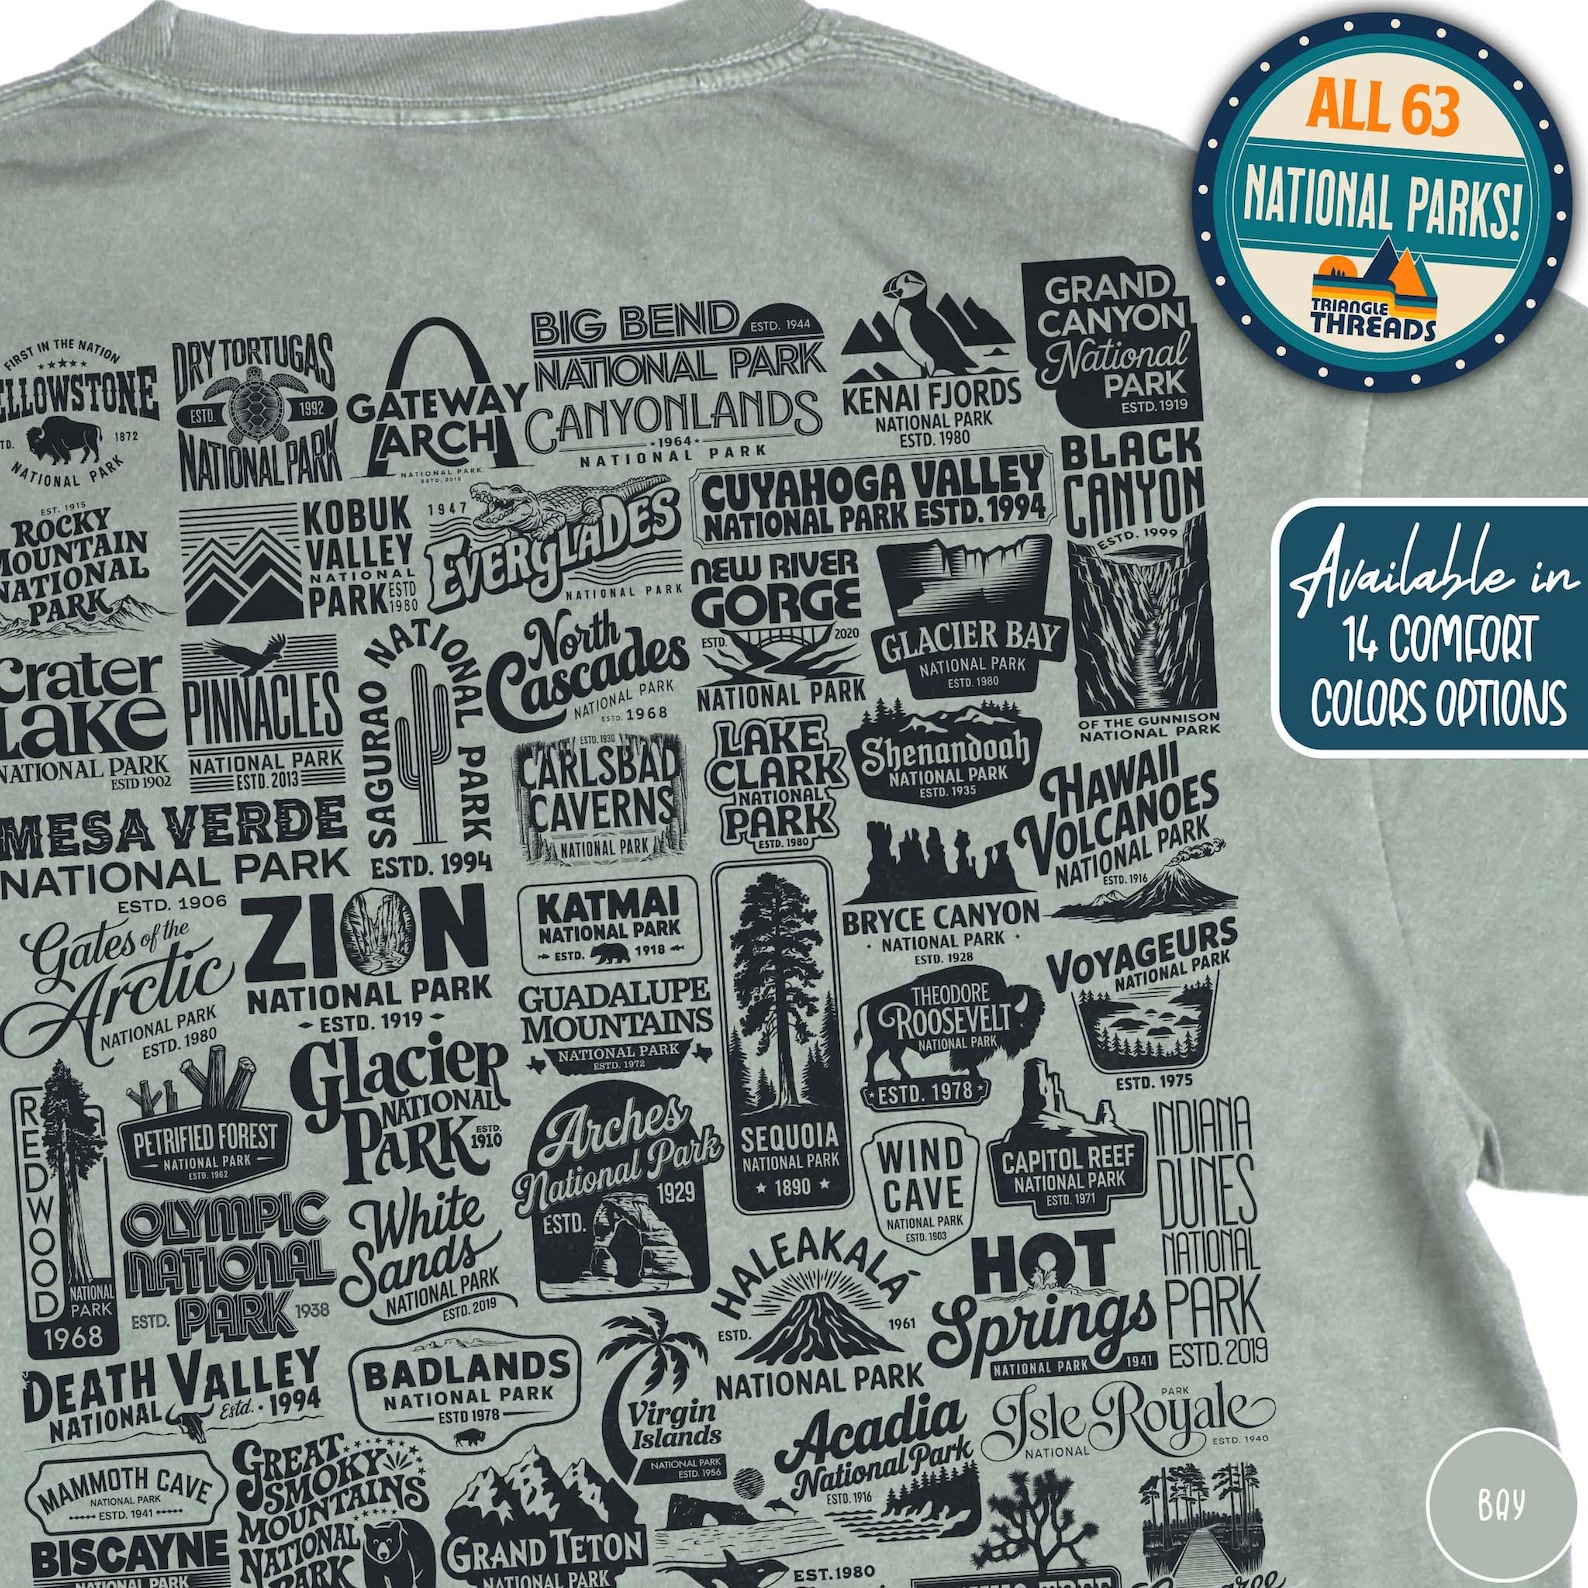 ALL 63
NATIONAL PARKS!
TRIANGLE
THREADS
Available in
14 COMFORT
COLORS OPTIONS
FIRST IN THE NATION
ELLOWSTONE
TD. 1872
NATIONAL PARK
DRY TORTUGAS
ESTD. 1992
NATIONAL PARK
GATEWAY
ARCH
NATIONAL PARK
ESTD. 2018
BIG BEND
ESTD. 1944
NATIONAL PARK
CANYONLANDS
•1964•
NATIONAL PARK
KENAI FJORDS
NATIONAL PARK
ESTD. 1980
GRAND
CANYON
National
PARK
ESTD. 1919
EST. 1915
ROCKY
MOUNTAIN
NATIONAL
PARK
KOBUK
VALLEY
NATIONAL
PARK ESTD 1980
1947
EVERGLADES
NATIONAL PARK
CUYAHOGA VALLEY
NATIONAL PARK ESTD. 1994
BLACK
CANYON
ESTD. 1999
OF THE GUNNISON
NATIONAL PARK
NEW RIVER
GORGE
ESTD. 2020
NATIONAL PARK
GLACIER BAY
NATIONAL PARK
ESTD. 1980
Crater
Lake
NATIONAL PARK
ESTD 1902
PINNACLES
NATIONAL PARK
ESTD. 2013
SAGURAO NATIONAL PARK
ESTD. 1994
North
Cascades
NATIONAL PARK
ESTD. 1968
ESTD. 1930
CARLSBAD
CAVERNS
NATIONAL PARK
LAKE
CLARK
NATIONAL
PARK
ESTD. 1980
Shenandoah
NATIONAL PARK
ESTD. 1935
HAWAII
VOLCANOES
NATIONAL PARK
ESTD. 1916
MESA VERDE
NATIONAL PARK
ESTD. 1906
ZION
NATIONAL PARK
ESTD. 1919
KATMAI
NATIONAL PARK
ESTD. 1918
BRYCE CANYON
NATIONAL PARK
ESTD. 1928
VOYAGEURS
NATIONAL PARK
ESTD. 1975
Gates of the
Arctic
NATIONAL PARK
ESTD. 1980
GUADALUPE
MOUNTAINS
NATIONAL PARK
ESTD. 1972
SEQUOIA
NATIONAL PARK
★ 1890 ★
THEODORE
ROOSEVELT
NATIONAL PARK
ESTD. 1978
REDWOOD
NATIONAL
PARK
1968
PETRIFIED FOREST
NATIONAL PARK
ESTD. 1962
Glacier
NATIONAL
PARK
ESTD. 1910
Arches
National Park
ESTD. 1929
WIND
CAVE
NATIONAL PARK
ESTD. 1903
CAPITOL REEF
NATIONAL PARK
ESTD. 1971
INDIANA
DUNES
NATIONAL
PARK
ESTD. 2019
OLYMPIC
NATIONAL
PARK
ESTD. 1938
White
Sands
NATIONAL PARK
ESTD. 2019
HALEAKALÁ
ESTD. 1961
NATIONAL PARK
HOT
Springs
NATIONAL PARK 1941
DEATH VALLEY
NATIONAL
Estd. • 1994
BADLANDS
NATIONAL PARK
ESTD 1978
Virgin
Islands
NATIONAL PARK
ESTD. 1956
Acadia
National Park
ESTD. 1916
Isle Royale
PARK
NATIONAL
ESTD. 1940
MAMMOTH CAVE
NATIONAL PARK
ESTD. 1941
GREAT
SMOKY
MOUNTAINS
NATIONAL
PARK
GRAND TETON
NATIONAL PARK
BISCAYNE
NATIONAL PARK
EST. 1980
BAY